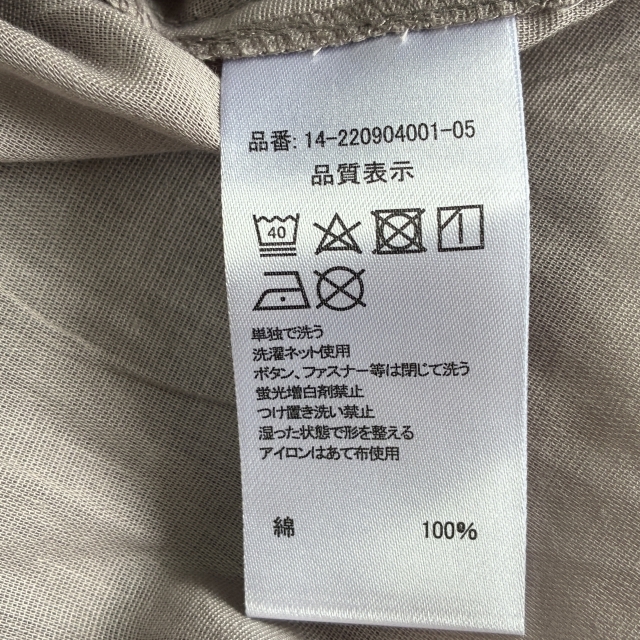 品番: 14-220904001-05
品質表示
40
単独で洗う
洗濯ネット使用
ボタン、ファスナー等は閉じて洗う
蛍光増白剤禁止
つけ置き洗い禁止
湿った状態で形を整える
アイロンはあて布使用
綿 100%